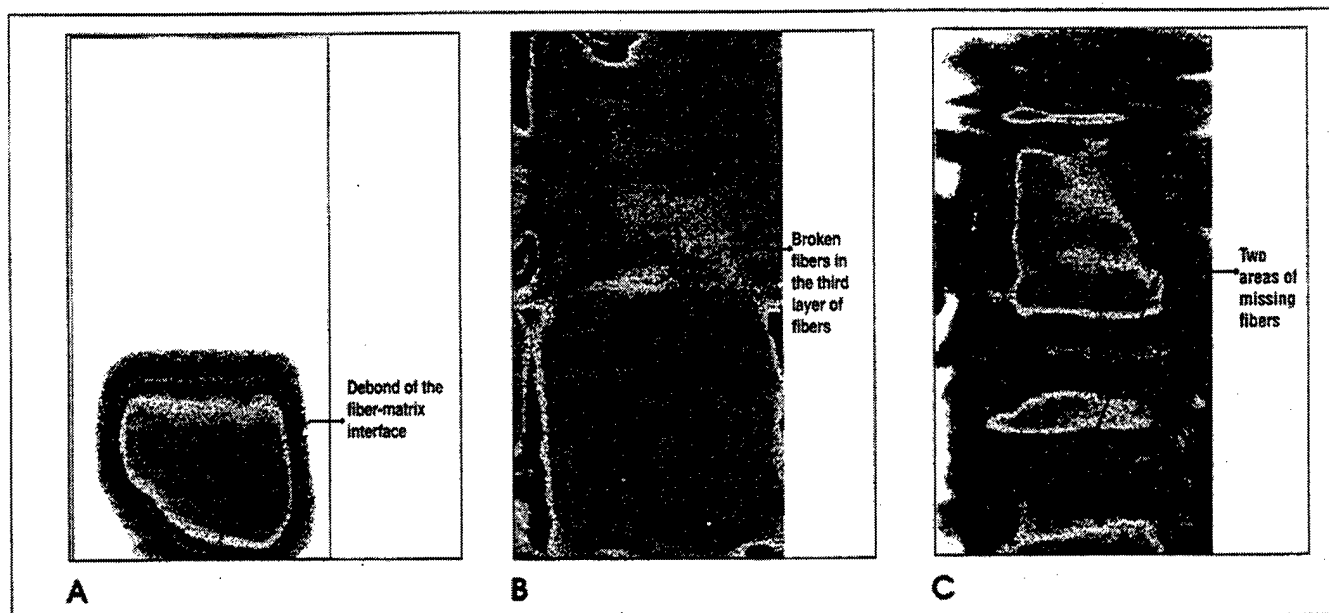 Debond of the
fiber-matrix
interface
A
Broken
fibers in
the third
layer of
fibers
B
Two
areas of
missing
fibers
C